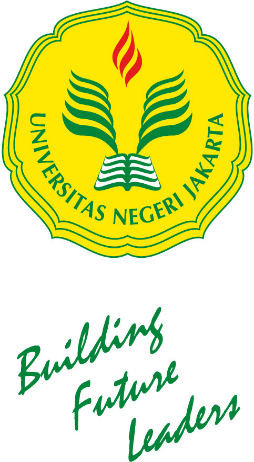 UNIVERSITAS NEGERI JAKARTA
Building
Future
Leaders